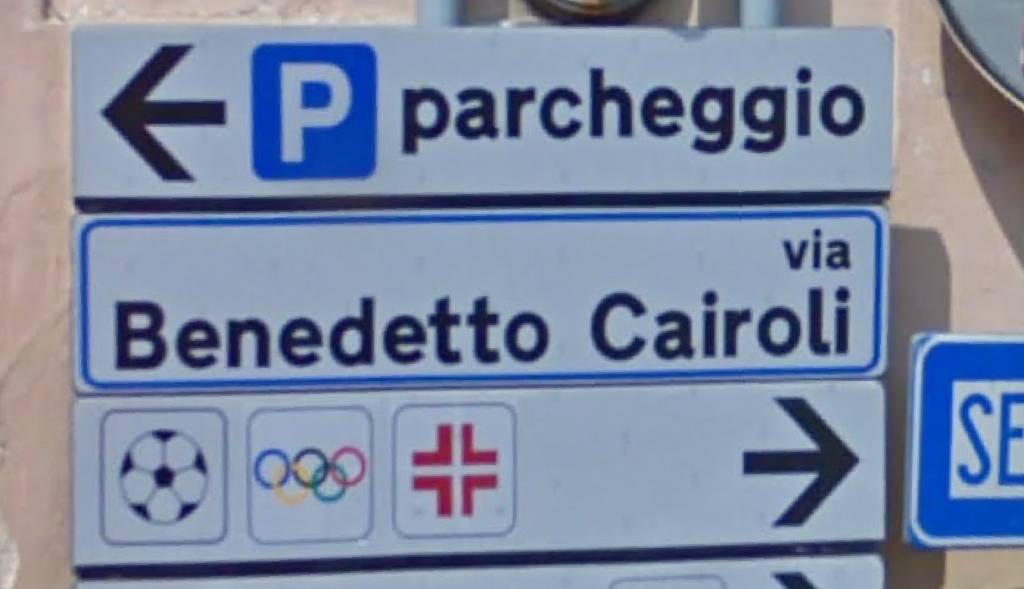 P parcheggio
via
Benedetto Cairoli